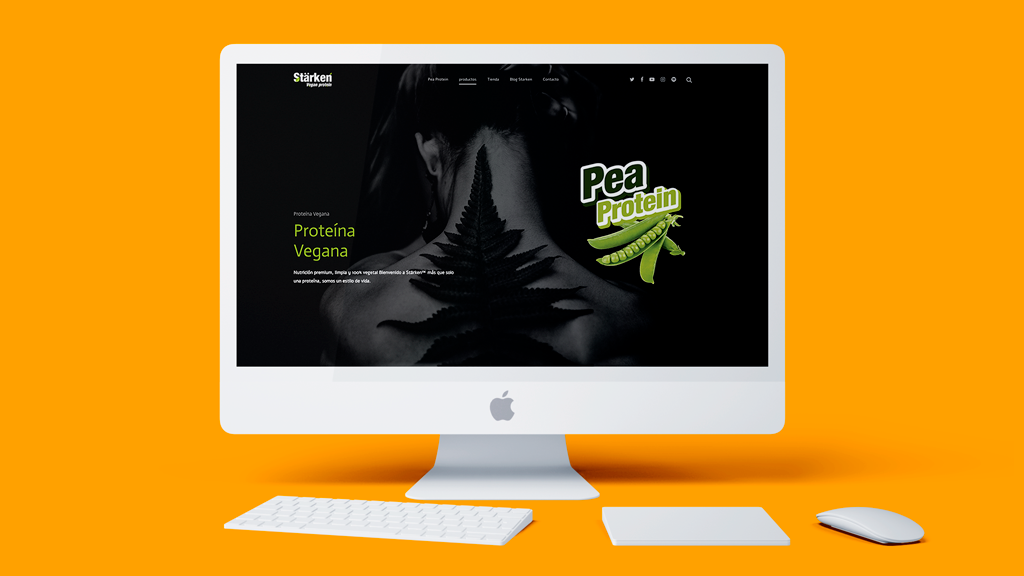 Stärken
Vegan protein
Pea Protein productos Tienda Blog Starken Contacto
Pea
Protein
Proteína Vegana
Proteína
Vegana
Nutrición premium, limpia y 100% vegetal Bienvenido a Stärken™ más que solo
una proteína, somos un estilo de vida.